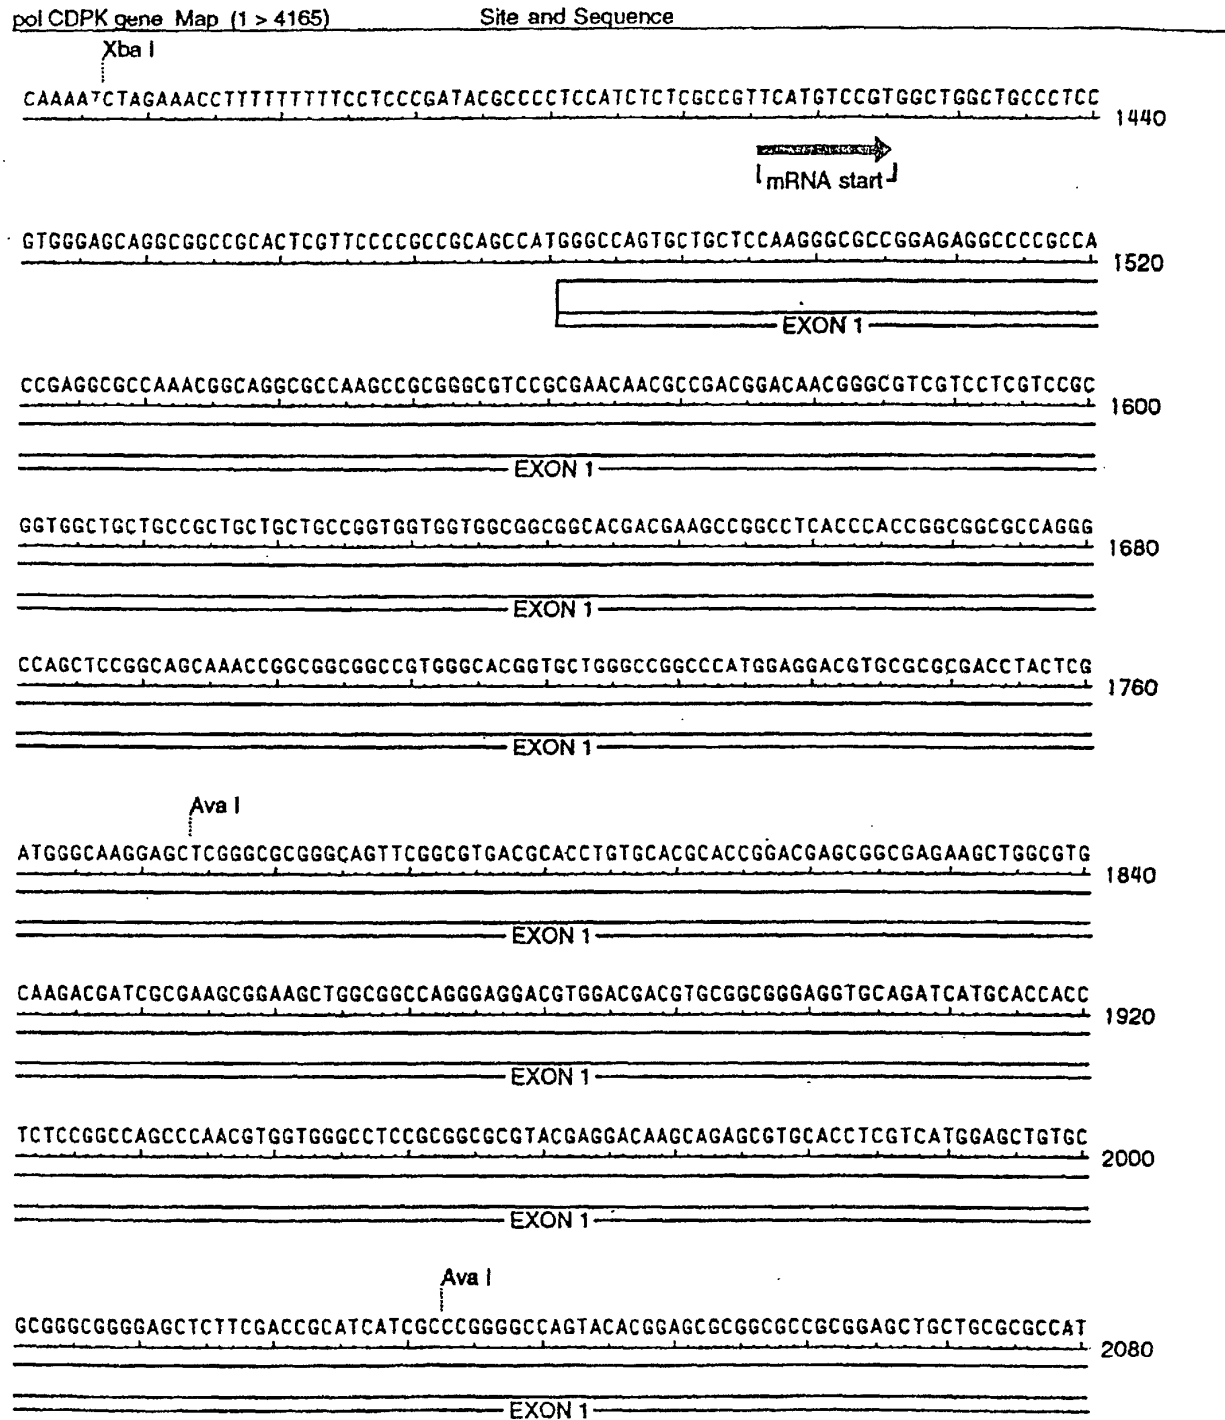 pol CDPK gene Map (1 > 4165) Site and Sequence
Xba I
CAAAATCTAGAAACCTTTTTTTTTCCTCCCGATACGCCCCTCCATCTCTCGCCGTTCATGTCCGTGGCTGGCTGCCCTCC 1440
mRNA start
GTGGGAGCAGGCGGCCGCACTCGTTCCCCGCCGCAGCCATGGGCCAGTGCTGCTCCAAGGGCGCCGGAGAGGCCCCGCCA 1520
EXON 1
CCGAGGCGCCAAACGGCAGGCGCCAAGCCGCGGGCGTCCGCGAACAACGCCGACGGACAACGGGCGTCGTCCTCGTCCGC 1600
EXON 1
GGTGGCTGCTGCCGCTGCTGCTGCCGGTGGTGGTGGCGGCGGCACGACGAAGCCGGCCTCACCCACCGGCGGCGCCAGGG 1680
EXON 1
CCAGCTCCGGCAGCAAACCGGCGGCGGCCGTGGGCACGGTGCTGGGCCGGCCCATGGAGGACGTGCGCGCGACCTACTCG 1760
EXON 1
Ava I
ATGGGCAAGGAGCTCGGGCGCGGGCAGTTCGGCGTGACGCACCTGTGCACGCACCGGACGAGCGGCGAGAAGCTGGCGTG 1840
EXON 1
CAAGACGATCGCGAAGCGGAAGCTGGCGGCCAGGGAGGACGTGGACGACGTGCGGCGGGAGGTGCAGATCATGCACCACC 1920
EXON 1
TCTCCGGCCAGCCCAACGTGGTGGGCCTCCGCGGCGCGTACGAGGACAAGCAGAGCGTGCACCTCGTCATGGAGCTGTGC 2000
EXON 1
Ava I
GCGGGCGGGGAGCTCTTCGACCGCATCATCGCCCGGGGCCAGTACACGGAGCGCGGCGCCGCGGAGCTGCTGCGCGCCAT 2080
EXON 1